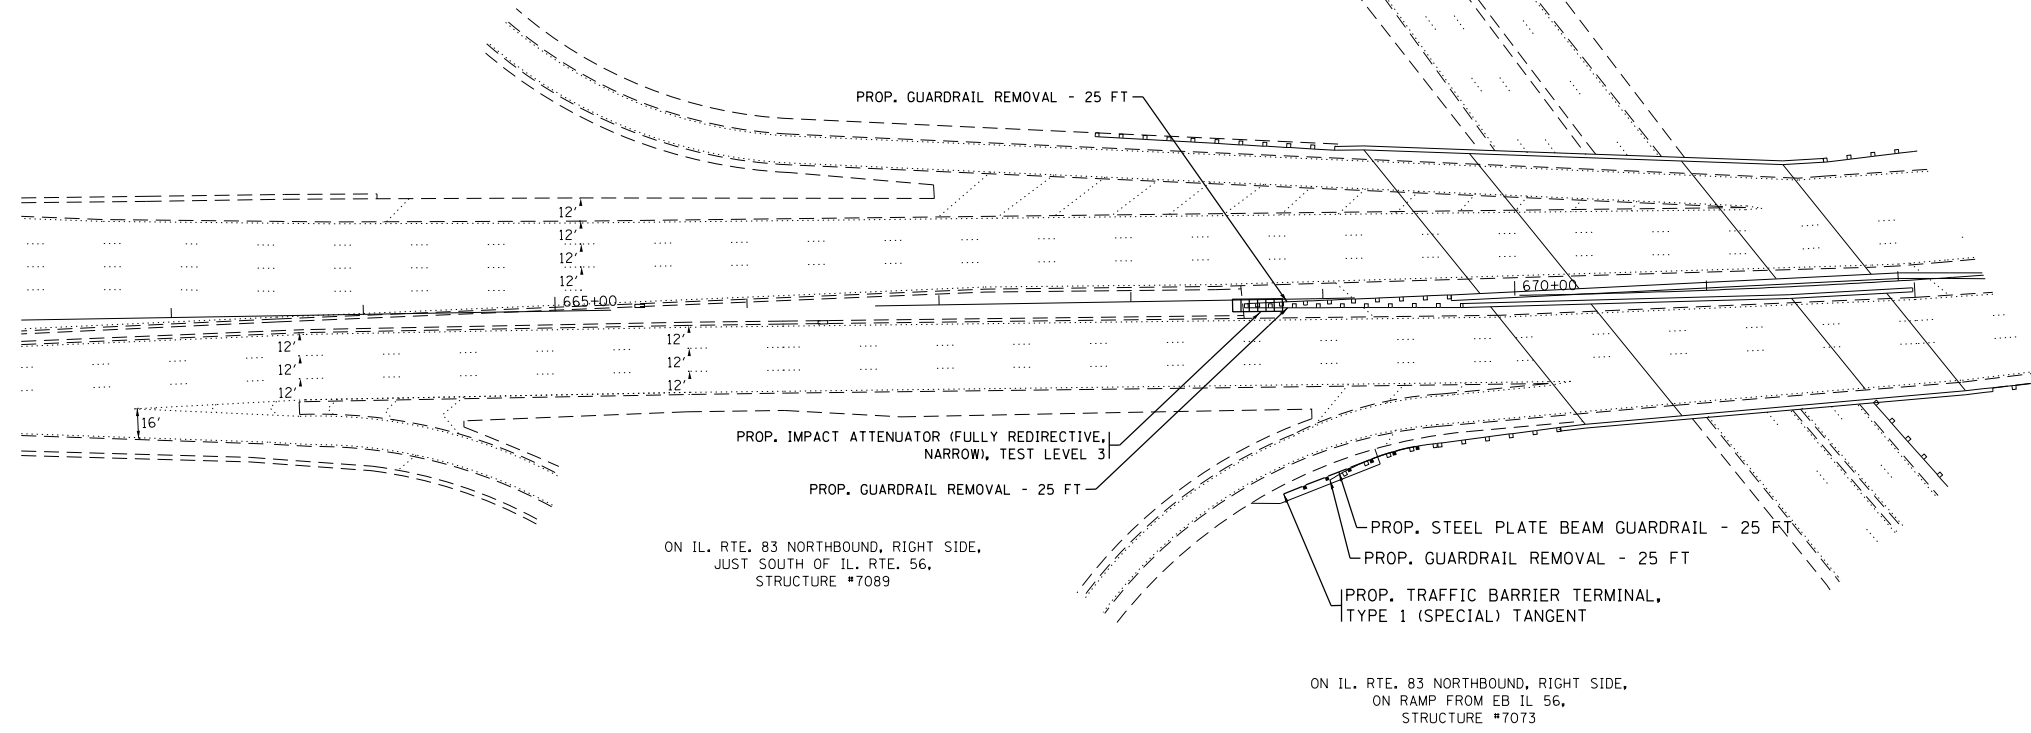 PROP. GUARDRAIL REMOVAL - 25 FT
12'
12'
12'
12'
665+00
670+00
12'
12'
12'
12'
12'
12'
16'
PROP. IMPACT ATTENUATOR (FULLY REDIRECTIVE,
NARROW), TEST LEVEL 3
PROP. GUARDRAIL REMOVAL - 25 FT
PROP. STEEL PLATE BEAM GUARDRAIL - 25 FT
PROP. GUARDRAIL REMOVAL - 25 FT
PROP. TRAFFIC BARRIER TERMINAL,
TYPE 1 (SPECIAL) TANGENT
ON IL. RTE. 83 NORTHBOUND, RIGHT SIDE,
JUST SOUTH OF IL. RTE. 56,
STRUCTURE #7089
ON IL. RTE. 83 NORTHBOUND, RIGHT SIDE,
ON RAMP FROM EB IL 56,
STRUCTURE #7073